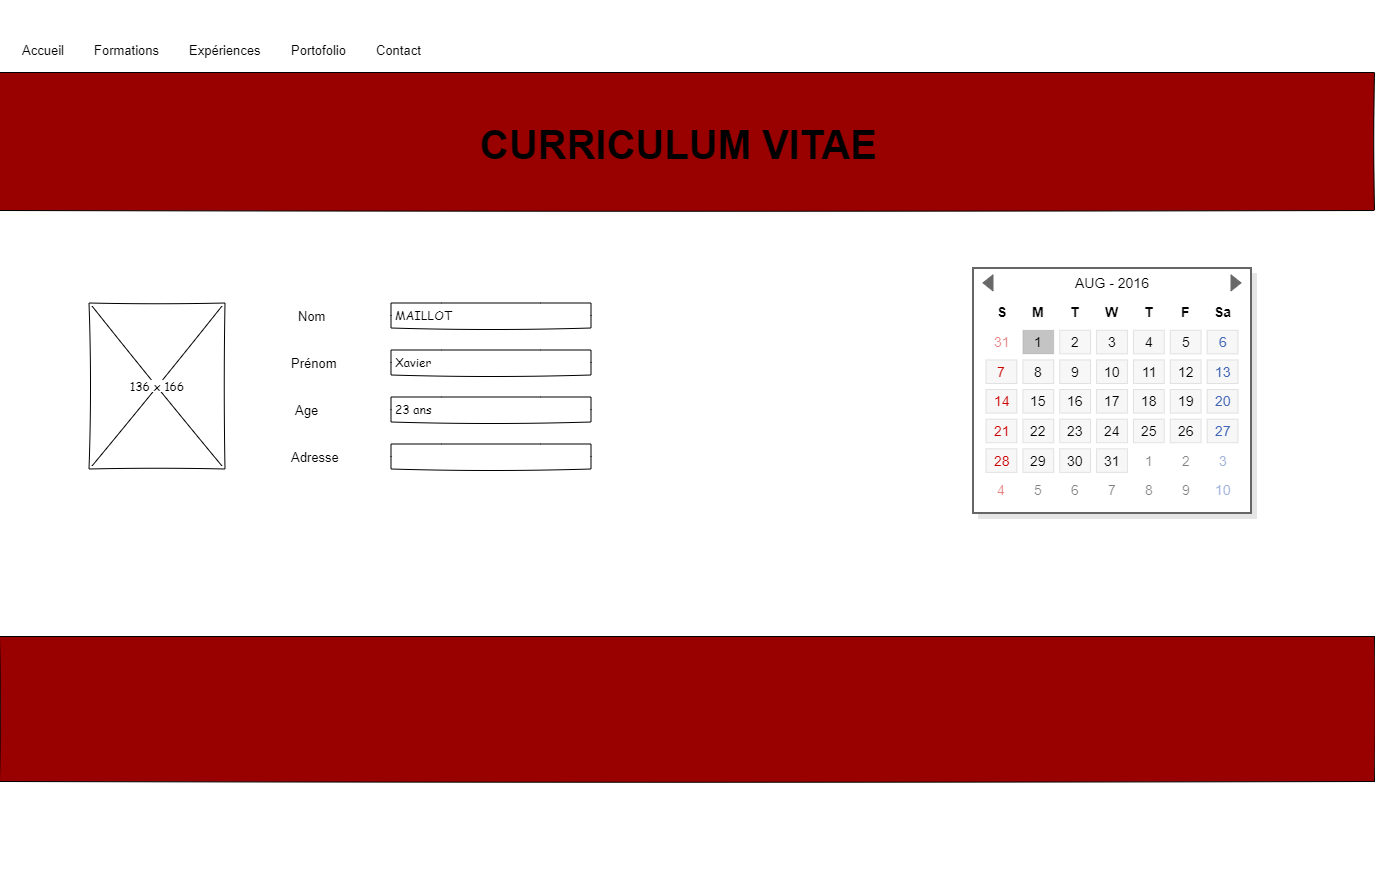 Accueil Formations Expériences Portofolio Contact
CURRICULUM VITAE
136 x 166
Nom MAILLOT
Prénom Xavier
Age 23 ans
Adresse
AUG - 2016
S M T W T F Sa
31 1 2 3 4 5 6
7 8 9 10 11 12 13
14 15 16 17 18 19 20
21 22 23 24 25 26 27
28 29 30 31 1 2 3
4 5 6 7 8 9 10